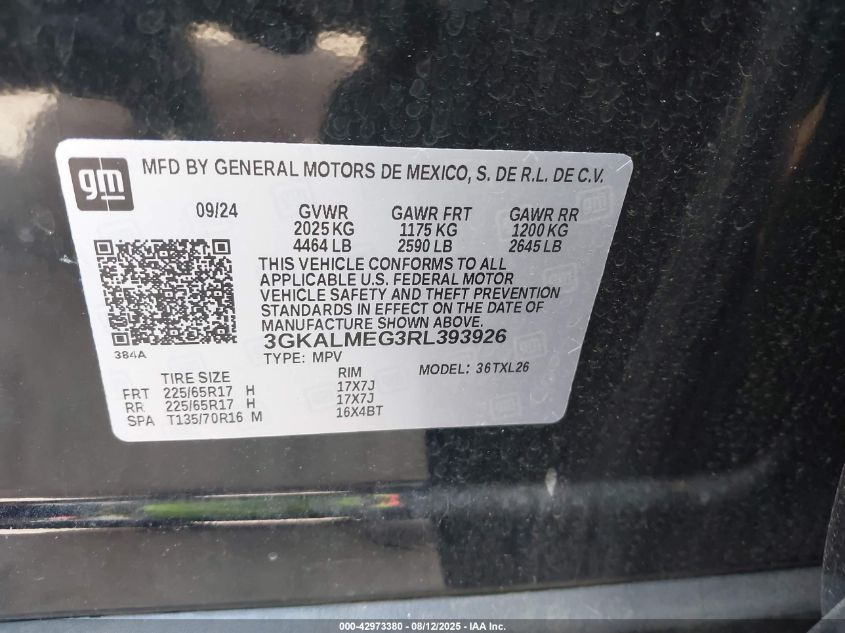 gm
MFD BY GENERAL MOTORS DE MEXICO, S. DE R.L. DE C.V.
09/24 GVWR GAWR FRT GAWR RR
2025 KG 1175 KG 1200 KG
4464 LB 2590 LB 2645 LB
THIS VEHICLE CONFORMS TO ALL
APPLICABLE U.S. FEDERAL MOTOR
VEHICLE SAFETY AND THEFT PREVENTION
STANDARDS IN EFFECT ON THE DATE OF
MANUFACTURE SHOWN ABOVE.
3GKALMEG3RL393926
384A
TYPE: MPV MODEL: 36TXL26
TIRE SIZE RIM
FRT 225/65R17 H 17X7J
RR 225/65R17 H 17X7J
SPA T135/70R16 M 16X4BT
000-42973380 - 08/12/2025 - IAA Inc.